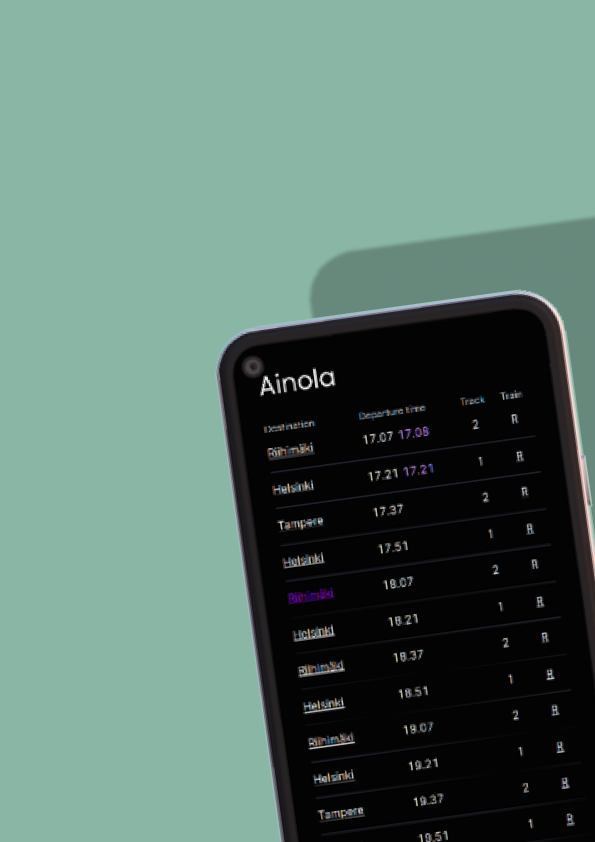 Ainola
Destination Departure time Track Train
Riihimäki 17.07 17.08 2 R
Helsinki 17.21 17.21 1 R
Tampere 17.37 2 R
Helsinki 17.51 1 R
Riihimäki 18.07 2 R
Helsinki 18.21 1 R
Riihimäki 18.37 2 R
Helsinki 18.51 1 R
Riihimäki 19.07 2 R
Helsinki 19.21 1 R
Tampere 19.37 2 R
19.51 1 R